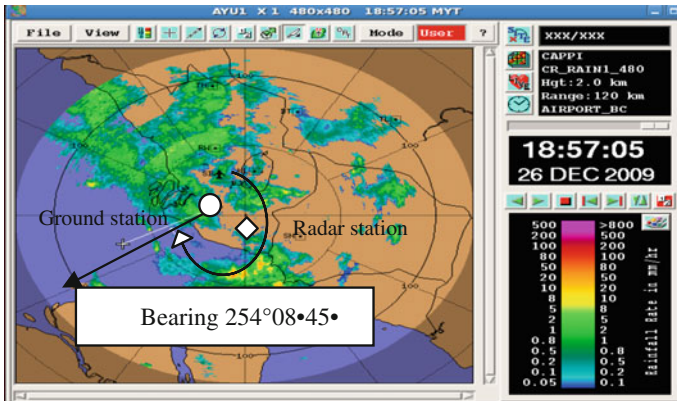 AYU1 X 1 480x480 18:57:05 MYT
File View Mode User ?
xxx/xxx
CAPPI
CR_RAIN1_480
Hgt:2.0 km
Range:120 km
AIRPORT_BC
18:57:05
26 DEC 2009
100
100
100
Ground station
Radar station
Bearing 254°08•45•
100
500 >800
200 500
100 200
80 100
50 80
20 50
10 20
8 10
5 8
2 5
1 2
0.8 1
0.5 0.8
0.2 0.5
0.1 0.2
0.05 0.1
Rainfall Rate in mm/hr